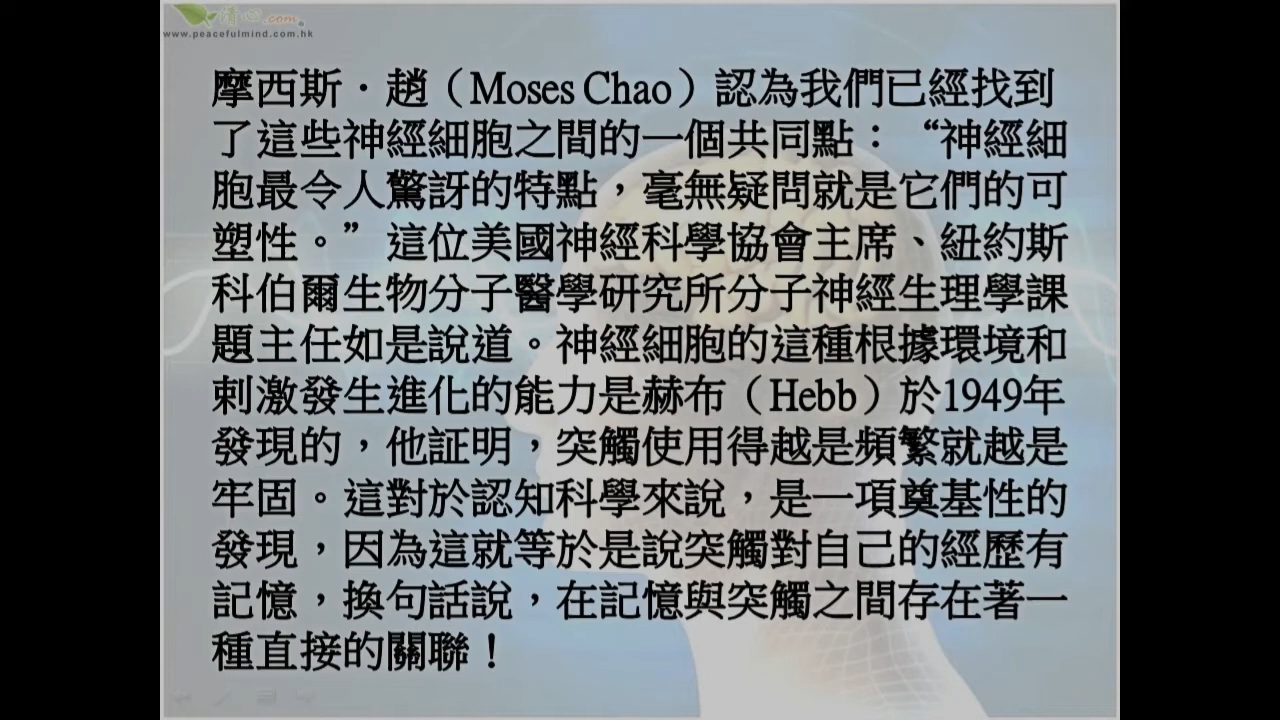 清心.com
www.peacefulmind.com.hk
摩西斯．趙（Moses Chao）認為我們已經找到
了這些神經細胞之間的一個共同點：“神經細
胞最令人驚訝的特點，毫無疑問就是它們的可
塑性。”這位美國神經科學協會主席、紐約斯
科伯爾生物分子醫學研究所分子神經生理學課
題主任如是說道。神經細胞的這種根據環境和
刺激發生進化的能力是赫布（Hebb）於1949年
發現的，他証明，突觸使用得越是頻繁就越是
牢固。這對於認知科學來說，是一項奠基性的
發現，因為這就等於是說突觸對自己的經歷有
記憶，換句話說，在記憶與突觸之間存在著一
種直接的關聯！